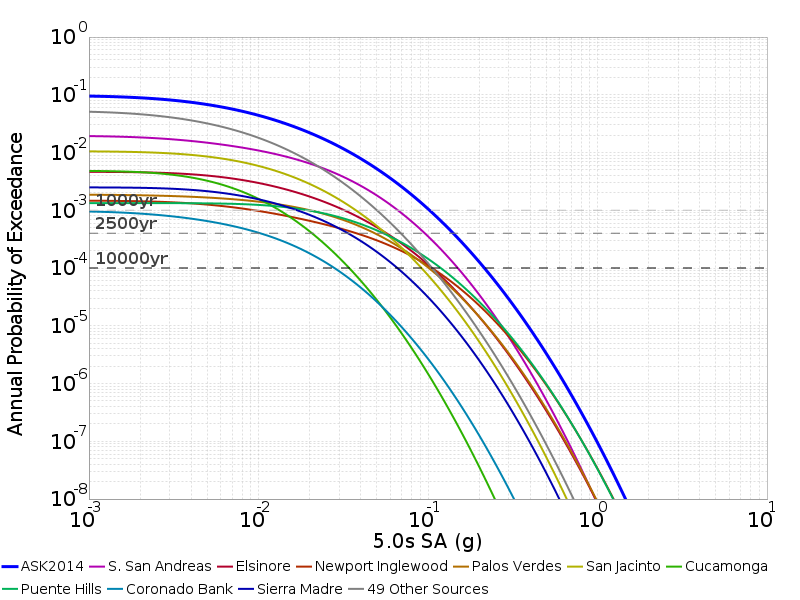 10^0
10^-1
10^-2
10^-3
10^-4
10^-5
10^-6
10^-7
10^-8
Annual Probability of Exceedance
1000yr
2500yr
10000yr
10^-3 10^-2 10^-1 10^0 10^1
5.0s SA (g)
ASK2014 S. San Andreas Elsinore Newport Inglewood Palos Verdes San Jacinto Cucamonga
Puente Hills Coronado Bank Sierra Madre 49 Other Sources